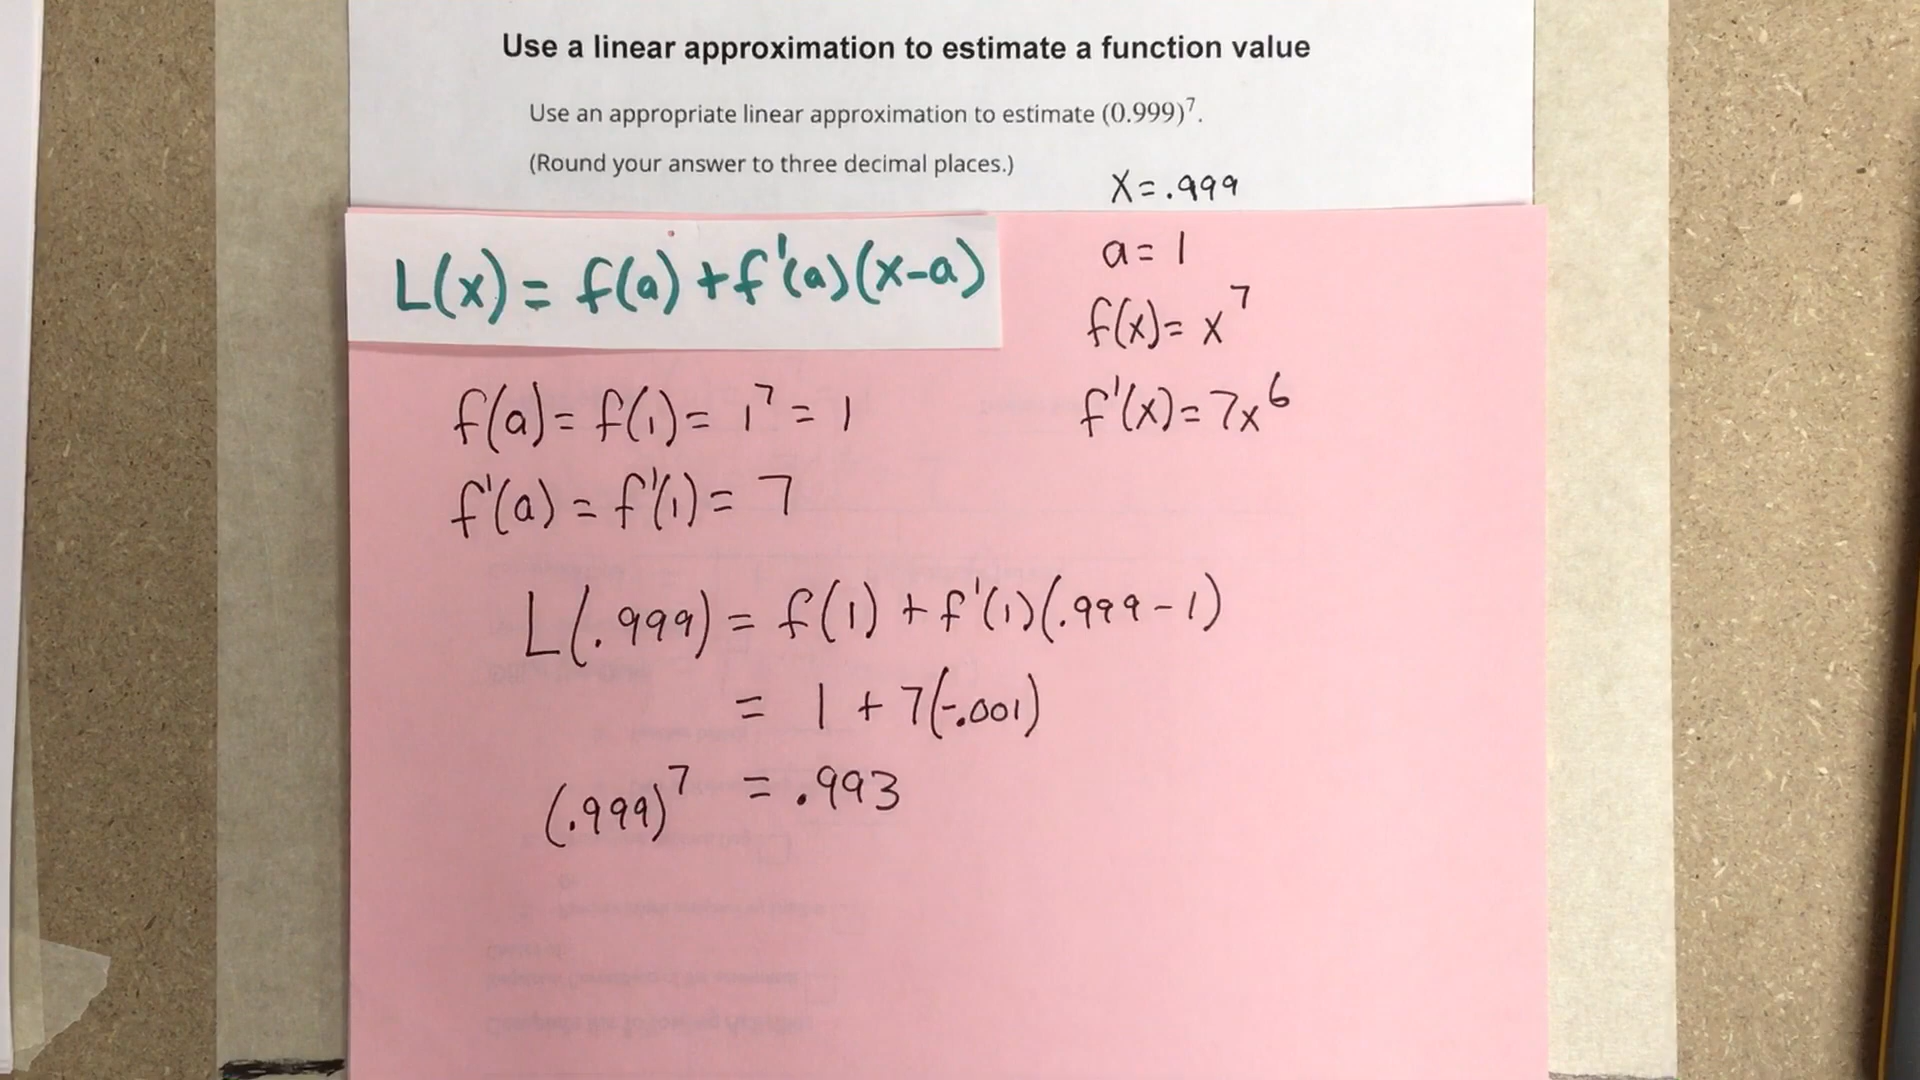 Use a linear approximation to estimate a function value
Use an appropriate linear approximation to estimate (0.999)⁷.
(Round your answer to three decimal places.)
X = .999
L(x) = f(a) + f'(a)(x-a)
a = 1
f(x) = x⁷
f'(x) = 7x⁶
f(a) = f(1) = 1⁷ = 1
f'(a) = f'(1) = 7
L(.999) = f(1) + f'(1)(.999 - 1)
= 1 + 7(-.001)
(.999)⁷ = .993